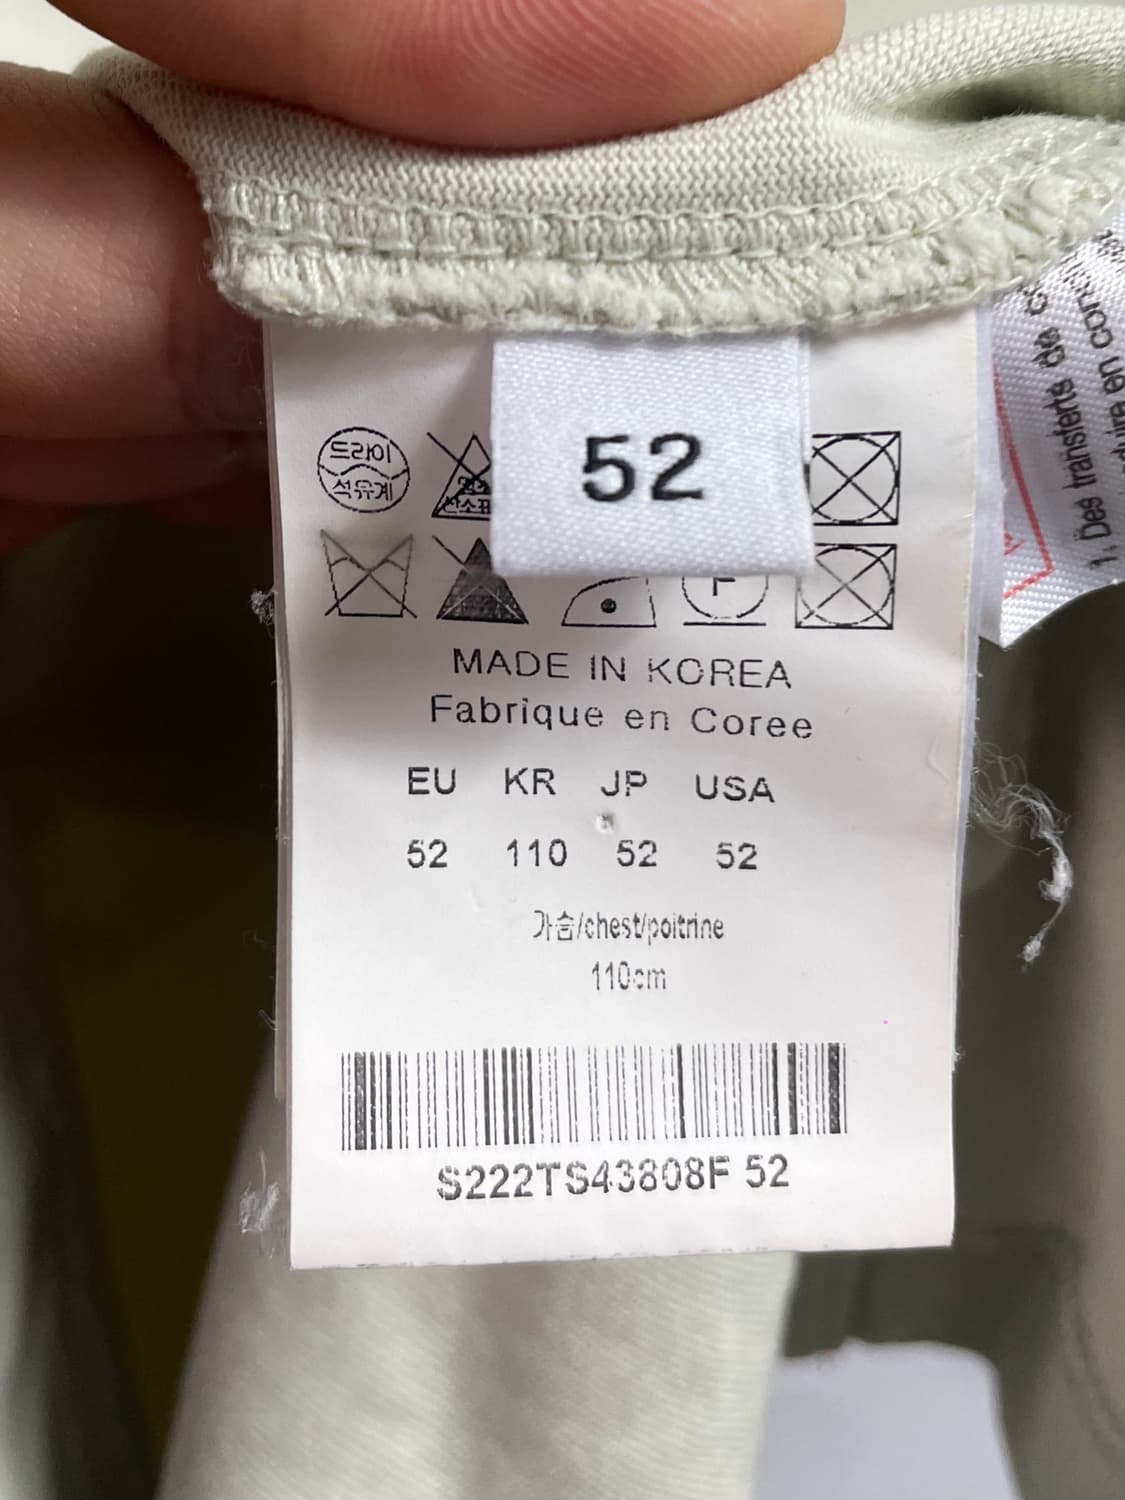 52
드라이
석유계
F
MADE IN KOREA
Fabrique en Coree
EU KR JP USA
52 110 52 52
가슴/chest/poitrine
110cm
S222TS43808F 52
1. Des transferts de
en